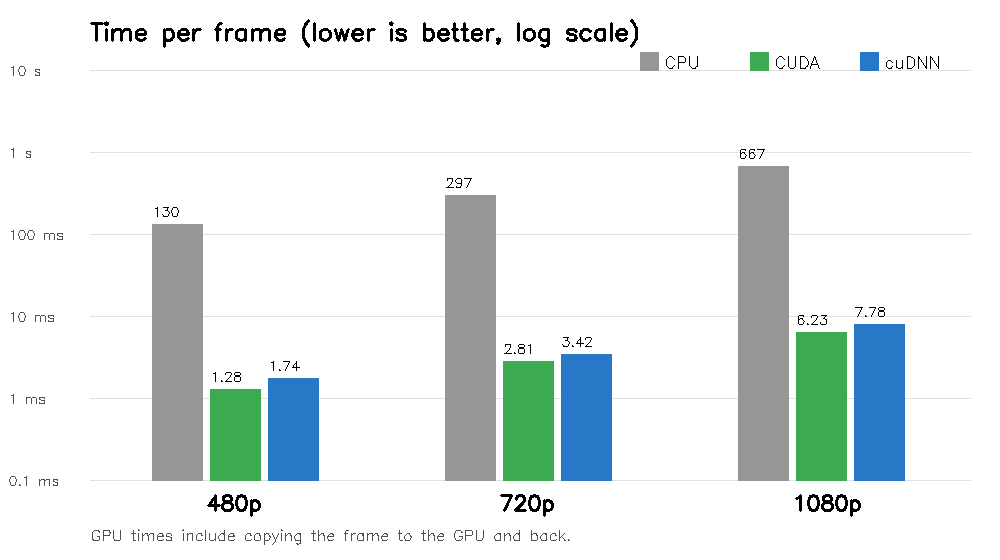 Time per frame (lower is better, log scale)
CPU CUDA cuDNN
10 s
1 s
667
297
130
100 ms
10 ms
7.78
6.23
3.42
2.81
1.74
1.28
1 ms
0.1 ms
480p 720p 1080p
GPU times include copying the frame to the GPU and back.